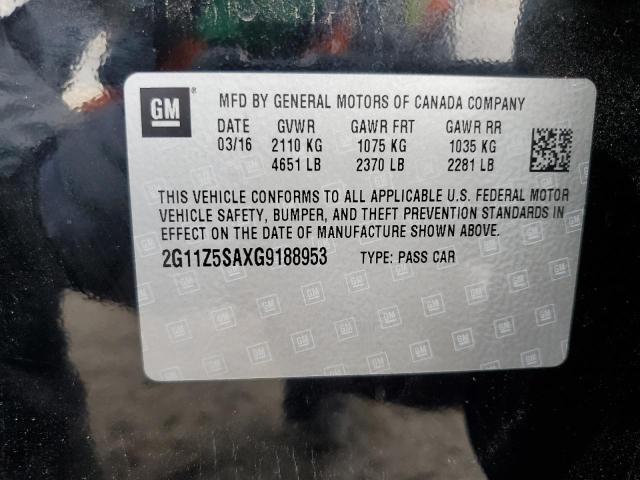 GM
MFD BY GENERAL MOTORS OF CANADA COMPANY
DATE GVWR GAWR FRT GAWR RR
03/16 2110 KG 1075 KG 1035 KG
4651 LB 2370 LB 2281 LB
THIS VEHICLE CONFORMS TO ALL APPLICABLE U.S. FEDERAL MOTOR
VEHICLE SAFETY, BUMPER, AND THEFT PREVENTION STANDARDS IN
EFFECT ON THE DATE OF MANUFACTURE SHOWN ABOVE.
2G11Z5SAXG9188953 TYPE: PASS CAR